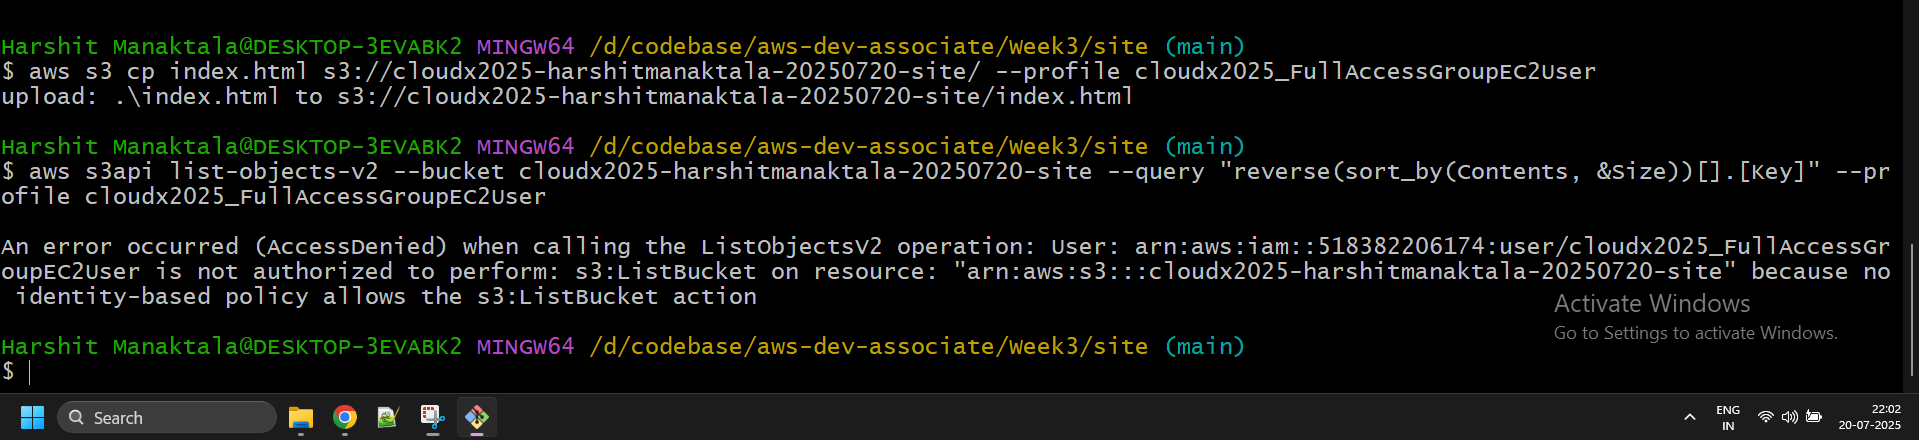 Harshit Manaktala@DESKTOP-3EVABK2 MINGW64 /d/codebase/aws-dev-associate/Week3/site (main)
$ aws s3 cp index.html s3://cloudx2025-harshitmanaktala-20250720-site/ --profile cloudx2025_FullAccessGroupEC2User
upload: .\index.html to s3://cloudx2025-harshitmanaktala-20250720-site/index.html
Harshit Manaktala@DESKTOP-3EVABK2 MINGW64 /d/codebase/aws-dev-associate/Week3/site (main)
$ aws s3api list-objects-v2 --bucket cloudx2025-harshitmanaktala-20250720-site --query "reverse(sort_by(Contents, &Size))[].[Key]" --pr
ofile cloudx2025_FullAccessGroupEC2User
An error occurred (AccessDenied) when calling the ListObjectsV2 operation: User: arn:aws:iam::518382206174:user/cloudx2025_FullAccessGr
oupEC2User is not authorized to perform: s3:ListBucket on resource: "arn:aws:s3:::cloudx2025-harshitmanaktala-20250720-site" because no
identity-based policy allows the s3:ListBucket action
Activate Windows
Go to Settings to activate Windows.
Harshit Manaktala@DESKTOP-3EVABK2 MINGW64 /d/codebase/aws-dev-associate/Week3/site (main)
$
Search
ENG
IN
22:02
20-07-2025